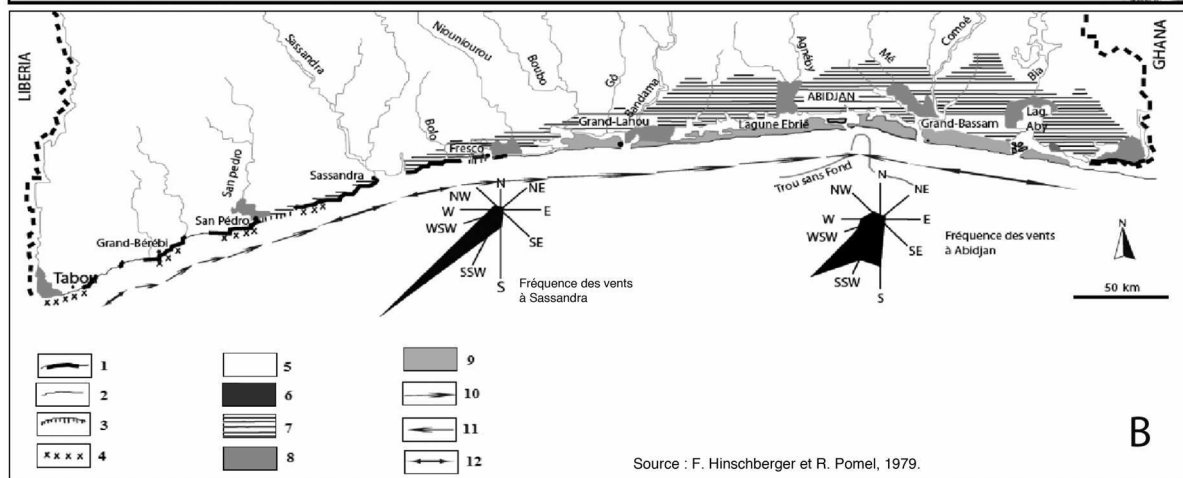 LIBERIA
Sassandra
Niouniourou
Boubo
Gô
Bandama
Agnéby
Mé
Comoé
Bia
GHANA
Bolo
Grand-Lahou
ABIDJAN
Lagune Ebrié
Grand-Bassam
Lag
Aby
Fresco
San pedro
Sassandra
San Pédro
Grand-Bérébi
Tabou
Trou sans Fond
N
NW
NE
W
E
WSW
SE
SSW
S
Fréquence des vents
à Sassandra
N
NW
NE
W
E
WSW
SE
SSW
S
Fréquence des vents
à Abidjan
N
50 km
1
2
3
4
5
6
7
8
9
10
11
12
B
Source : F. Hinschberger et R. Pomel, 1979.